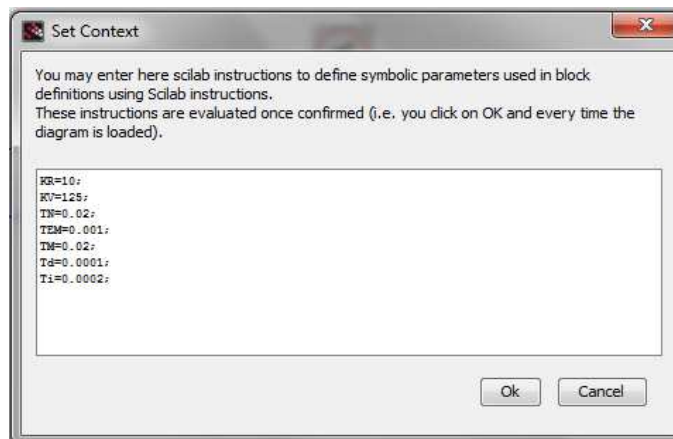 Set Context
You may enter here scilab instructions to define symbolic parameters used in block
definitions using Scilab instructions.
These instructions are evaluated once confirmed (i.e. you click on OK and every time the
diagram is loaded).
KR=10;
KV=125;
TN=0.02;
TEM=0.001;
TM=0.02;
Td=0.0001;
Ti=0.0002;
Ok Cancel